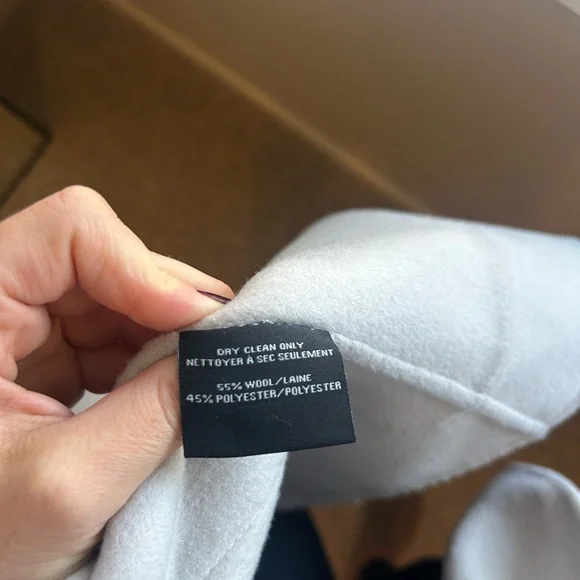 DRY CLEAN ONLY
NETTOYER À SEC SEULEMENT
55% WOOL/LAINE
45% POLYESTER/POLYESTER